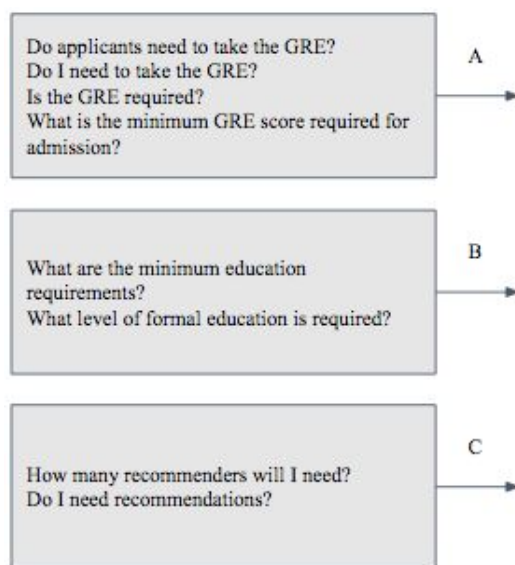 Do applicants need to take the GRE?
Do I need to take the GRE?
Is the GRE required?
What is the minimum GRE score required for
admission?
A
What are the minimum education
requirements?
What level of formal education is required?
B
How many recommenders will I need?
Do I need recommendations?
C